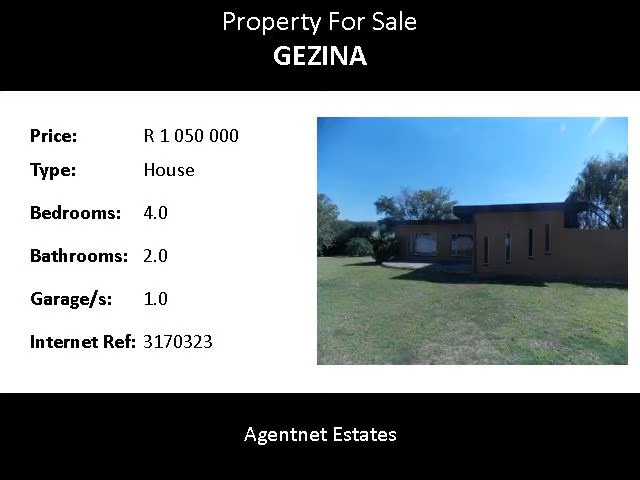 Property For Sale
GEZINA
Price: R 1 050 000
Type: House
Bedrooms: 4.0
Bathrooms: 2.0
Garage/s: 1.0
Internet Ref: 3170323
Agentnet Estates